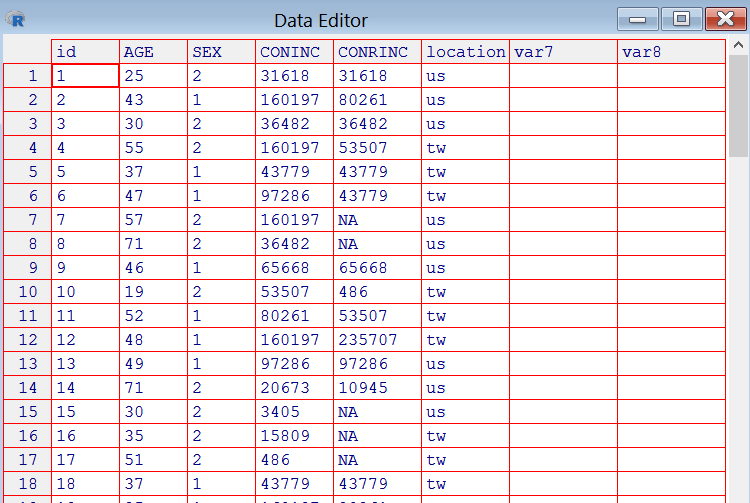 R Data Editor
id AGE SEX CONINC CONRINC location var7 var8
1 1 25 2 31618 31618 us
2 2 43 1 160197 80261 us
3 3 30 2 36482 36482 us
4 4 55 2 160197 53507 tw
5 5 37 1 43779 43779 tw
6 6 47 1 97286 43779 tw
7 7 57 2 160197 NA us
8 8 71 2 36482 NA us
9 9 46 1 65668 65668 us
10 10 19 2 53507 486 tw
11 11 52 1 80261 53507 tw
12 12 48 1 160197 235707 tw
13 13 49 1 97286 97286 us
14 14 71 2 20673 10945 us
15 15 30 2 3405 NA us
16 16 35 2 15809 NA tw
17 17 51 2 486 NA tw
18 18 37 1 43779 43779 tw